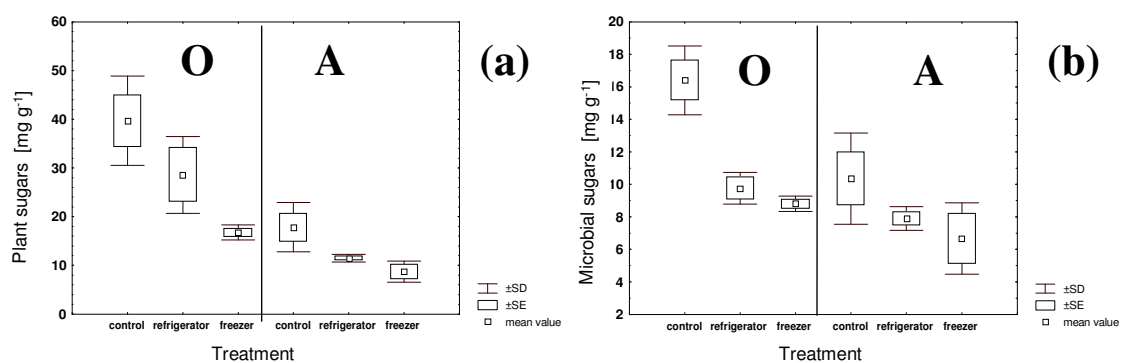 60
50
40
30
20
10
0
Plant sugars [mg g-1]
O
A
(a)
control
refrigerator
freezer
control
refrigerator
freezer
Treatment
±SD
±SE
mean value
20
18
16
14
12
10
8
6
4
2
Microbial sugars [mg g-1]
O
A
(b)
control
refrigerator
freezer
control
refrigerator
freezer
Treatment
±SD
±SE
mean value